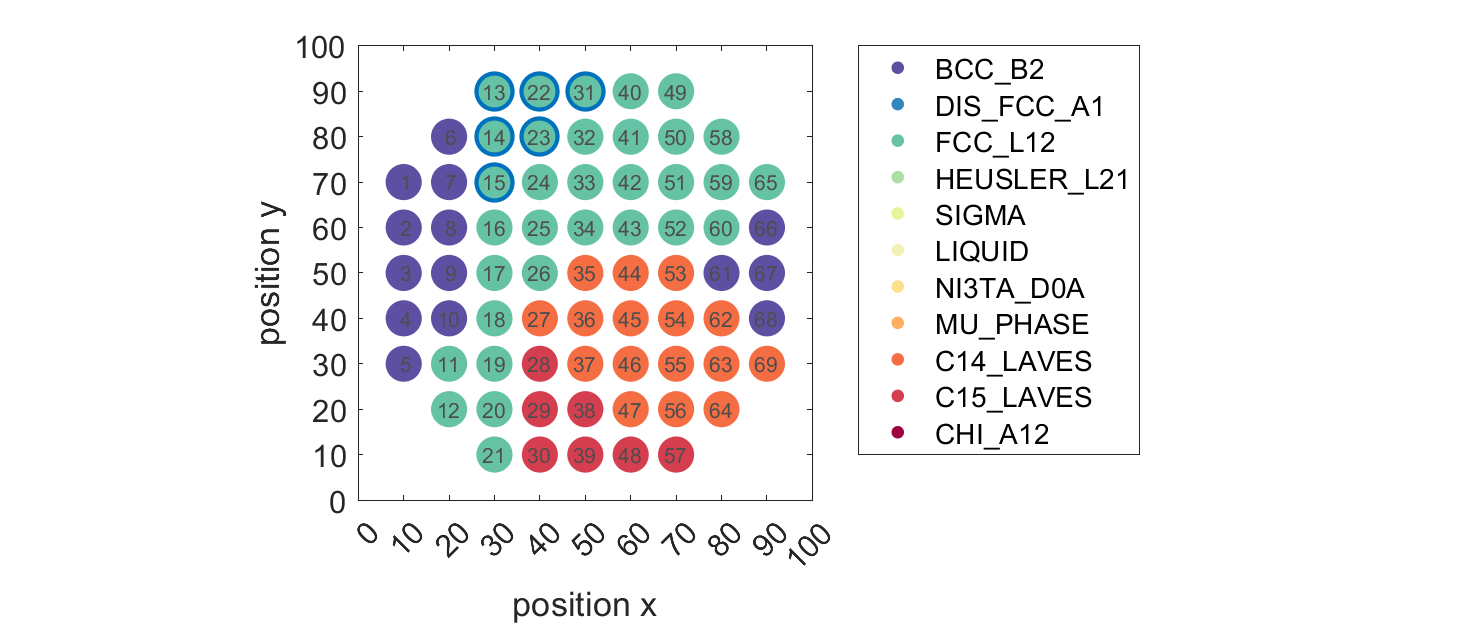 100
90 13 22 31 40 49
80 6 14 23 32 41 50 58
70 1 7 15 24 33 42 51 59 65
60 2 8 16 25 34 43 52 60 66
50 3 9 17 26 35 44 53 61 67
40 4 10 18 27 36 45 54 62 68
30 5 11 19 28 37 46 55 63 69
20 12 20 29 38 47 56 64
10 21 30 39 48 57
0
0 10 20 30 40 50 60 70 80 90 100
position x
position y
BCC_B2
DIS_FCC_A1
FCC_L12
HEUSLER_L21
SIGMA
LIQUID
NI3TA_D0A
MU_PHASE
C14_LAVES
C15_LAVES
CHI_A12